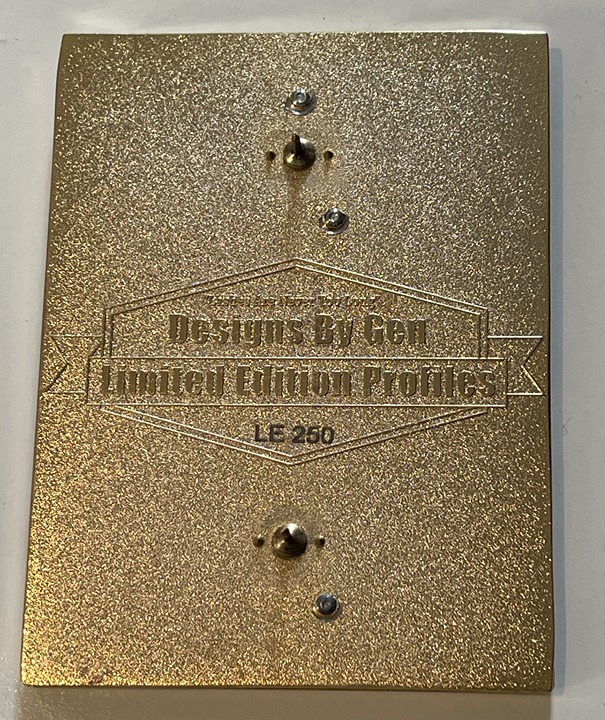 Designs By Gen
Limited Edition Profiles
LE 250